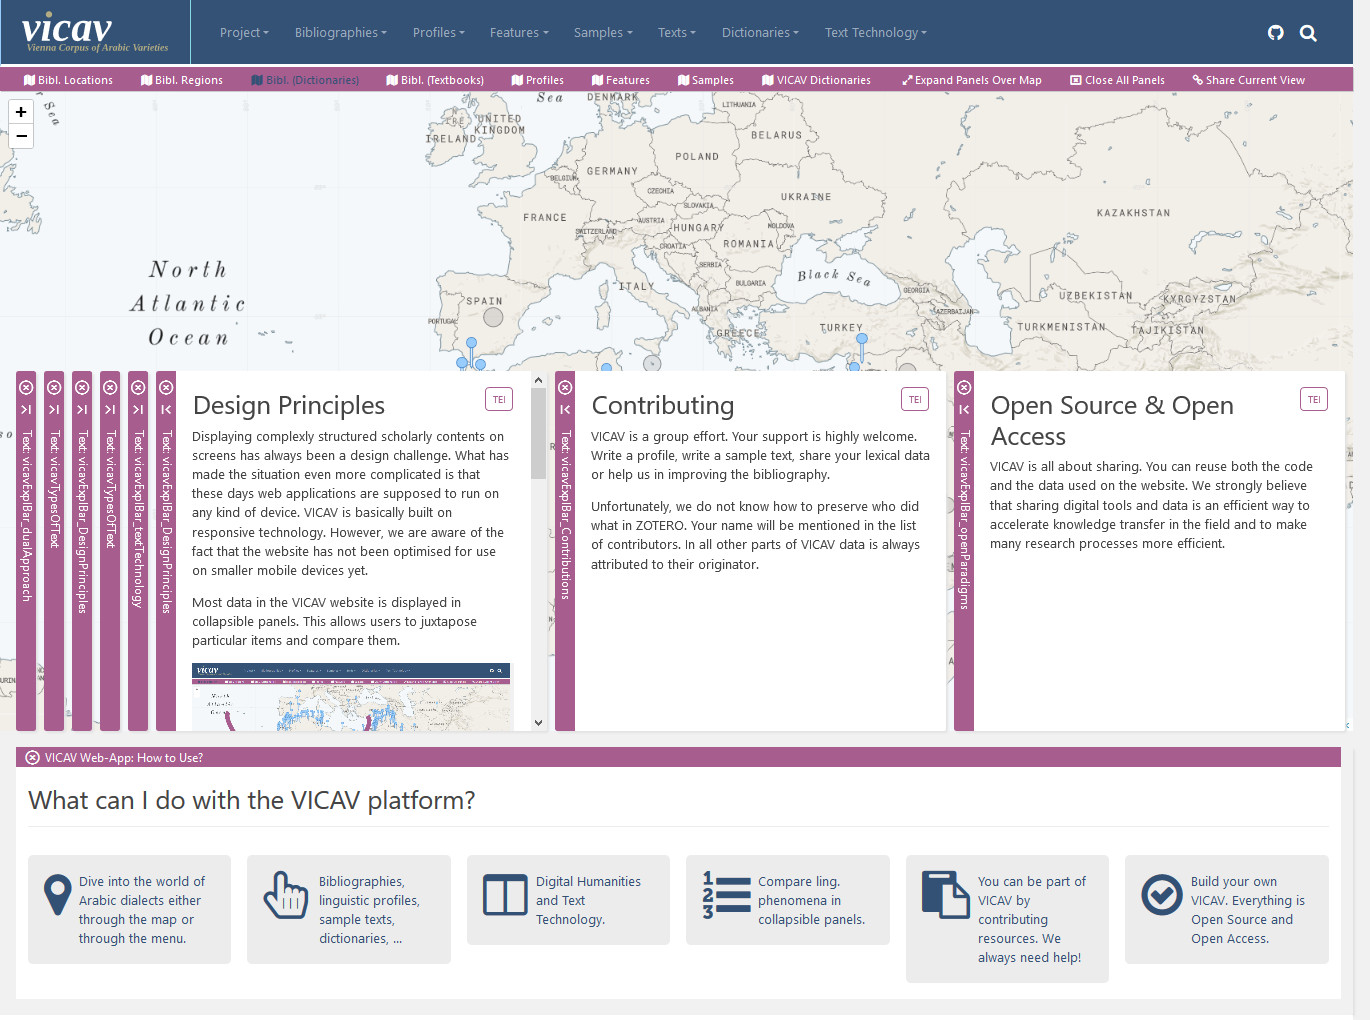 vicav
Vienna Corpus of Arabic Varieties
Project
Bibliographies
Profiles
Features
Samples
Texts
Dictionaries
Text Technology
Bibl. Locations
Bibl. Regions
Bibl. (Dictionaries)
Bibl. (Textbooks)
Profiles
Features
Samples
VICAV Dictionaries
Expand Panels Over Map
Close All Panels
Share Current View
+
−
Sea
Sea
DENMARK
LITHUANIA
UNITED
KINGDOM
IRELAND
BELARUS
POLAND
GERMANY
BELGIUM
CZECHIA
UKRAINE
SLOVAKIA
KAZAKHSTAN
FRANCE
AUSTRIA
SWITZERLAND
HUNGARY
MOLDOVA
CROATIA
ROMANIA
SERBIA
North
Atlantic
Ocean
ITALY
BULGARIA
Black Sea
GEORGIA
SPAIN
PORTUGAL
ALBANIA
GREECE
TURKEY
AZERBAIJAN
UZBEKISTAN
KYRGYZSTAN
TURKMENISTAN
TAJIKISTAN
Text: vicavExplBar_dualApproach
Text: vicavTypesOfText
Text: vicavExplBar_DesignPrinciples
Text: vicavTypesOfText
Text: vicavExplBar_textTechnology
Text: vicavExplBar_DesignPrinciples
Design Principles
TEI
Displaying complexly structured scholarly contents on
screens has always been a design challenge. What has
made the situation even more complicated is that
these days web applications are supposed to run on
any kind of device. VICAV is basically built on
responsive technology. However, we are aware of the
fact that the website has not been optimised for use
on smaller mobile devices yet.
Most data in the VICAV website is displayed in
collapsible panels. This allows users to juxtapose
particular items and compare them.
vicav
Text: vicavExplBar_Contributions
Contributing
TEI
VICAV is a group effort. Your support is highly welcome.
Write a profile, write a sample text, share your lexical data
or help us in improving the bibliography.
Unfortunately, we do not know how to preserve who did
what in ZOTERO. Your name will be mentioned in the list
of contributors. In all other parts of VICAV data is always
attributed to their originator.
Text: vicavExplBar_openParadigms
Open Source & Open
Access
TEI
VICAV is all about sharing. You can reuse both the code
and the data used on the website. We strongly believe
that sharing digital tools and data is an efficient way to
accelerate knowledge transfer in the field and to make
many research processes more efficient.
VICAV Web-App: How to Use?
What can I do with the VICAV platform?
Dive into the world of
Arabic dialects either
through the map or
through the menu.
Bibliographies,
linguistic profiles,
sample texts,
dictionaries, ...
Digital Humanities
and Text
Technology.
1
2
3
Compare ling.
phenomena in
collapsible panels.
You can be part of
VICAV by
contributing
resources. We
always need help!
Build your own
VICAV. Everything is
Open Source and
Open Access.